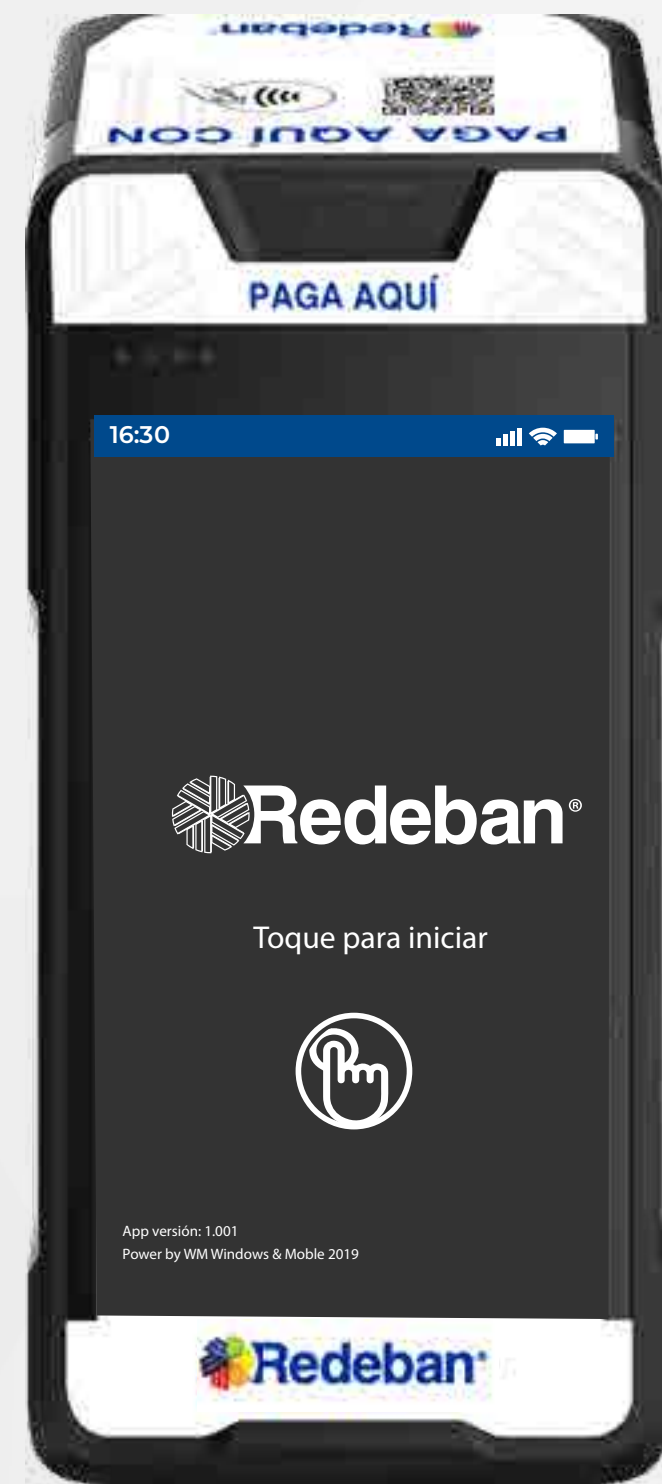 Redeban
PAGA AQUÍ CON
PAGA AQUÍ
16:30
Redeban®
Toque para iniciar
App versión: 1.001
Power by WM Windows & Moble 2019
Redeban